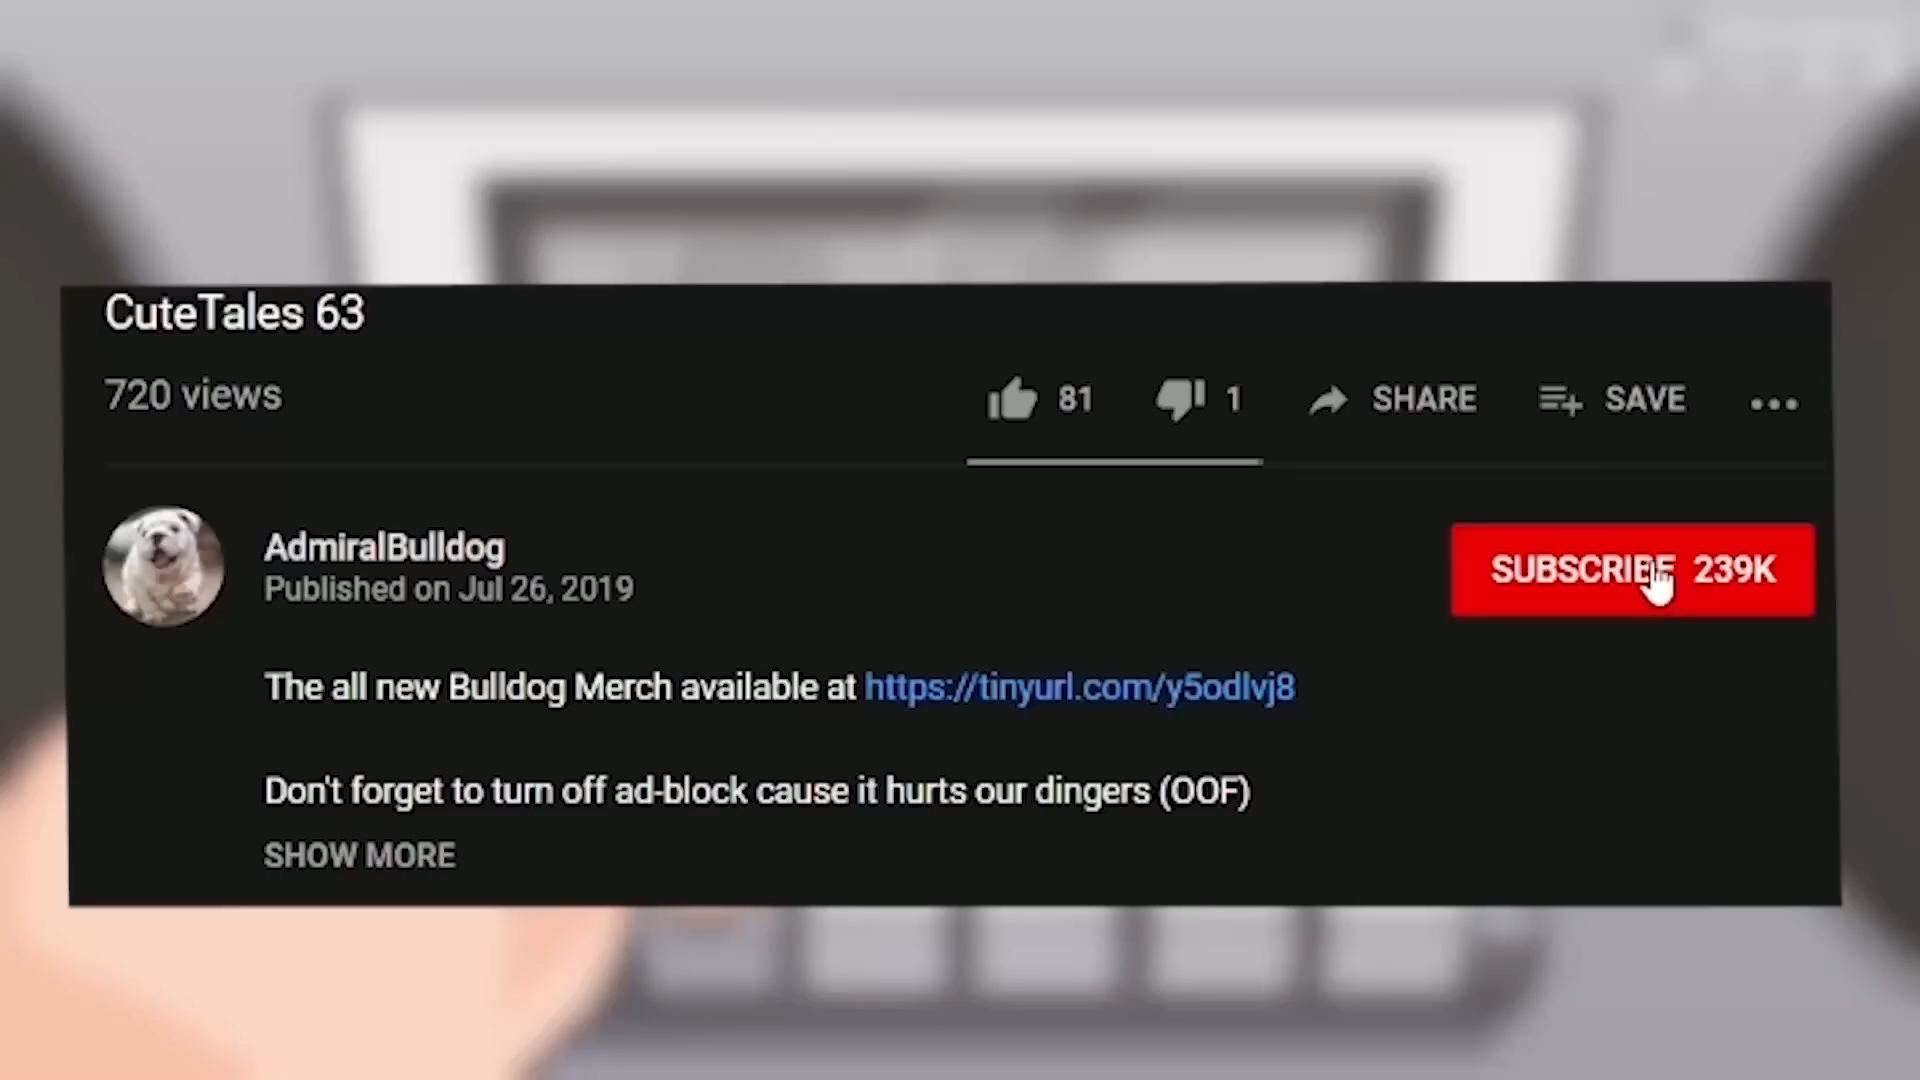 CuteTales 63
720 views
81 1 SHARE SAVE
AdmiralBulldog
Published on Jul 26, 2019
SUBSCRIBE 239K
The all new Bulldog Merch available at https://tinyurl.com/y5odlvj8
Don't forget to turn off ad-block cause it hurts our dingers (OOF)
SHOW MORE